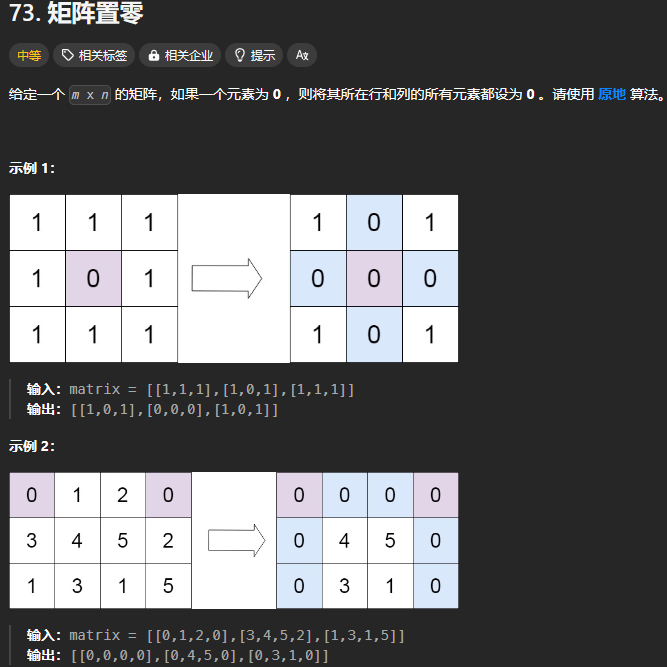 73. 矩阵置零
中等 相关标签 相关企业 提示 Aあ
给定一个 m x n 的矩阵，如果一个元素为 0 ，则将其所在行和列的所有元素都设为 0 。请使用 原地 算法。
示例 1：
1 1 1 1 0 1
1 0 1 0 0 0
1 1 1 1 0 1
输入：matrix = [[1,1,1],[1,0,1],[1,1,1]]
输出：[[1,0,1],[0,0,0],[1,0,1]]
示例 2：
0 1 2 0 0 0 0 0
3 4 5 2 0 4 5 0
1 3 1 5 0 3 1 0
输入：matrix = [[0,1,2,0],[3,4,5,2],[1,3,1,5]]
输出：[[0,0,0,0],[0,4,5,0],[0,3,1,0]]